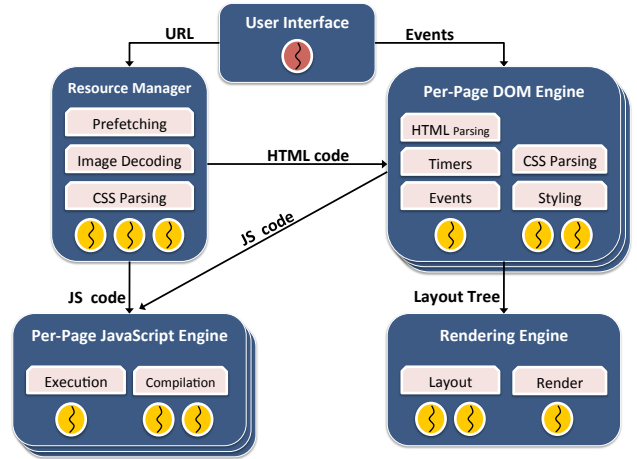 User Interface
URL
Events
Resource Manager
Prefetching
Image Decoding
CSS Parsing
Per-Page DOM Engine
HTML Parsing
Timers
CSS Parsing
Events
Styling
HTML code
JS code
JS code
Layout Tree
Per-Page JavaScript Engine
Execution
Compilation
Rendering Engine
Layout
Render